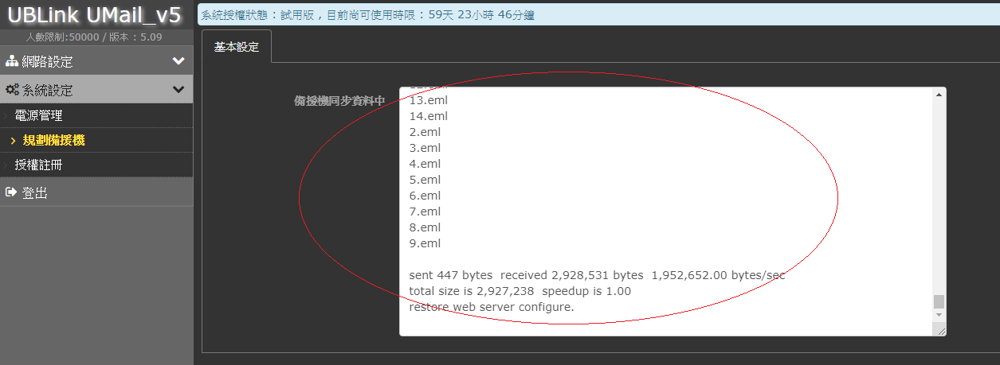 UBLink UMail_v5
人數限制:50000 / 版本 : 5.09
網路設定
系統設定
電源管理
規劃備援機
授權註冊
登出
系統授權狀態 : 試用版 , 目前尚可使用時限 : 59天 23小時 46分鐘
基本設定
備援機同步資料中
13.eml
14.eml
2.eml
3.eml
4.eml
5.eml
6.eml
7.eml
8.eml
9.eml
sent 447 bytes received 2,928,531 bytes 1,952,652.00 bytes/sec
total size is 2,927,238 speedup is 1.00
restore web server configure.